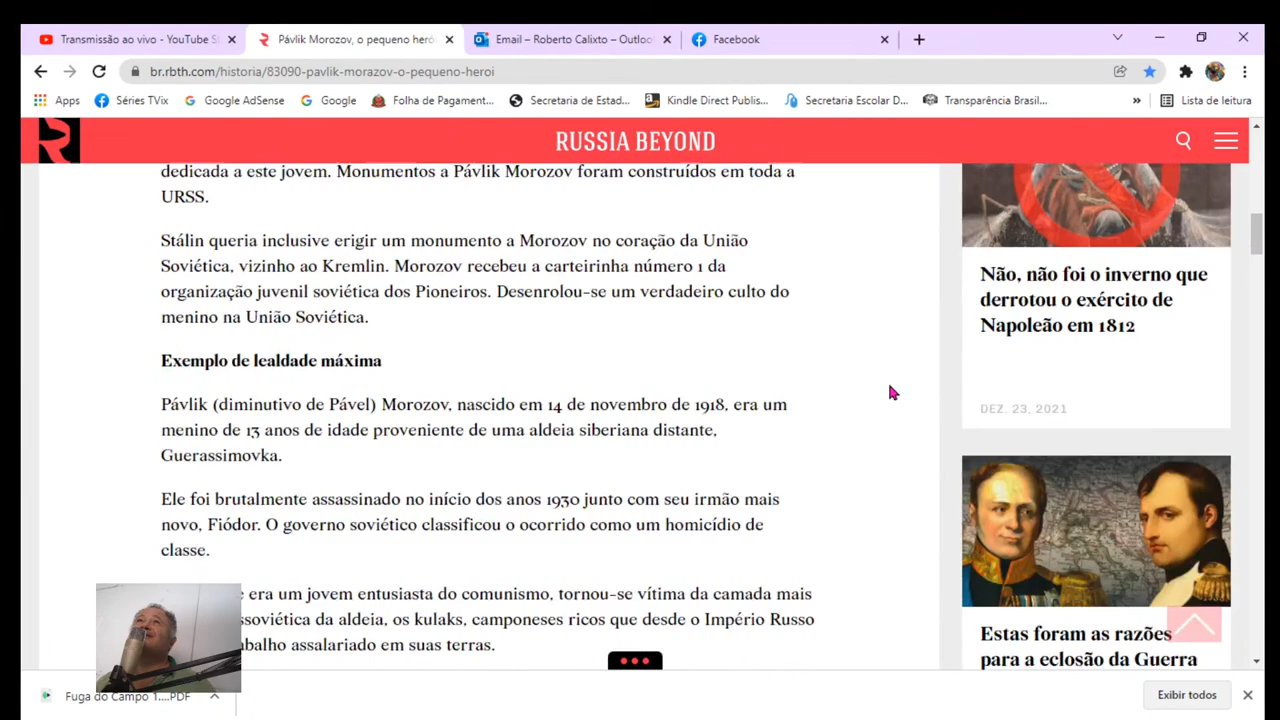 Transmissão ao vivo - YouTube S
Pávlik Morozov, o pequeno heró
Email – Roberto Calixto – Outloo
Facebook
br.rbth.com/historia/83090-pavlik-morazov-o-pequeno-heroi
Apps
Séries TVix
Google AdSense
Google
Folha de Pagament...
Secretaria de Estad...
Kindle Direct Publis...
Secretaria Escolar D...
Transparência Brasil...
»
Lista de leitura
RUSSIA BEYOND
dedicada a este jovem. Monumentos a Pávlik Morozov foram construídos em toda a
URSS.
Stálin queria inclusive erigir um monumento a Morozov no coração da União
Soviética, vizinho ao Kremlin. Morozov recebeu a carteirinha número 1 da
organização juvenil soviética dos Pioneiros. Desenrolou-se um verdadeiro culto do
menino na União Soviética.
Exemplo de lealdade máxima
Pávlik (diminutivo de Pável) Morozov, nascido em 14 de novembro de 1918, era um
menino de 13 anos de idade proveniente de uma aldeia siberiana distante,
Guerassimovka.
Ele foi brutalmente assassinado no início dos anos 1930 junto com seu irmão mais
novo, Fiódor. O governo soviético classificou o ocorrido como um homicídio de
classe.
e era um jovem entusiasta do comunismo, tornou-se vítima da camada mais
ssoviética da aldeia, os kulaks, camponeses ricos que desde o Império Russo
balho assalariado em suas terras.
Não, não foi o inverno que
derrotou o exército de
Napoleão em 1812
DEZ. 23, 2021
Estas foram as razões
para a eclosão da Guerra
Fuga do Campo 1....PDF
Exibir todos